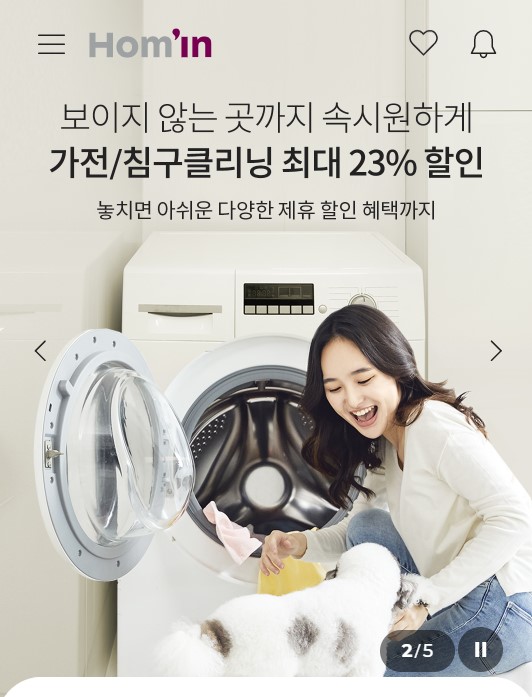 Hom'in
보이지 않는 곳까지 속시원하게
가전/침구클리닝 최대 23% 할인
놓치면 아쉬운 다양한 제휴 할인 혜택까지
2/5